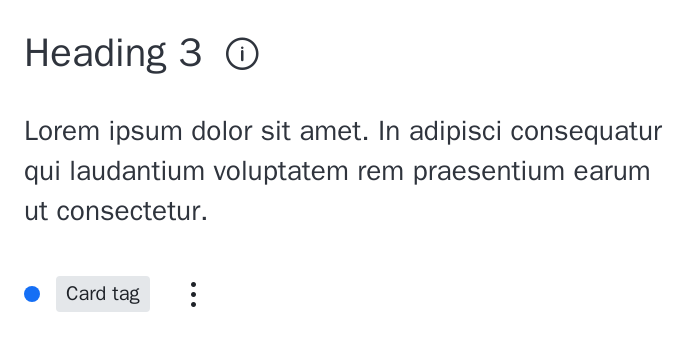 Heading 3
Lorem ipsum dolor sit amet. In adipisci consequatur
qui laudantium voluptatem rem praesentium earum
ut consectetur.
Card tag